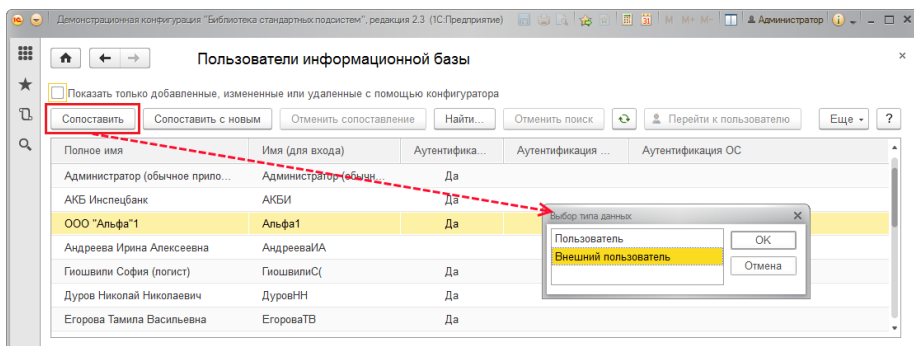 Демонстрационная конфигурация "Библиотека стандартных подсистем", редакция 2.3 (1С:Предприятие) M M+ M- Администратор
Пользователи информационной базы
Показать только добавленные, измененные или удаленные с помощью конфигуратора
Сопоставить Сопоставить с новым Отменить сопоставление Найти... Отменить поиск Перейти к пользователю Еще ?
Полное имя Имя (для входа) Аутентифика... Аутентификация ... Аутентификация ОС
Администратор (обычное прило... Администратор (обычн... Да
АКБ Инспецбанк АКБИ Да
ООО "Альфа"1 Альфа1 Да
Выбор типа данных
Андреева Ирина Алексеевна АндрееваИА
Пользователь OK
Внешний пользователь
Гиошвили София (логист) ГиошвилиС( Да
Отмена
Дуров Николай Николаевич ДуровНН Да
Егорова Тамила Васильевна ЕгороваТВ Да